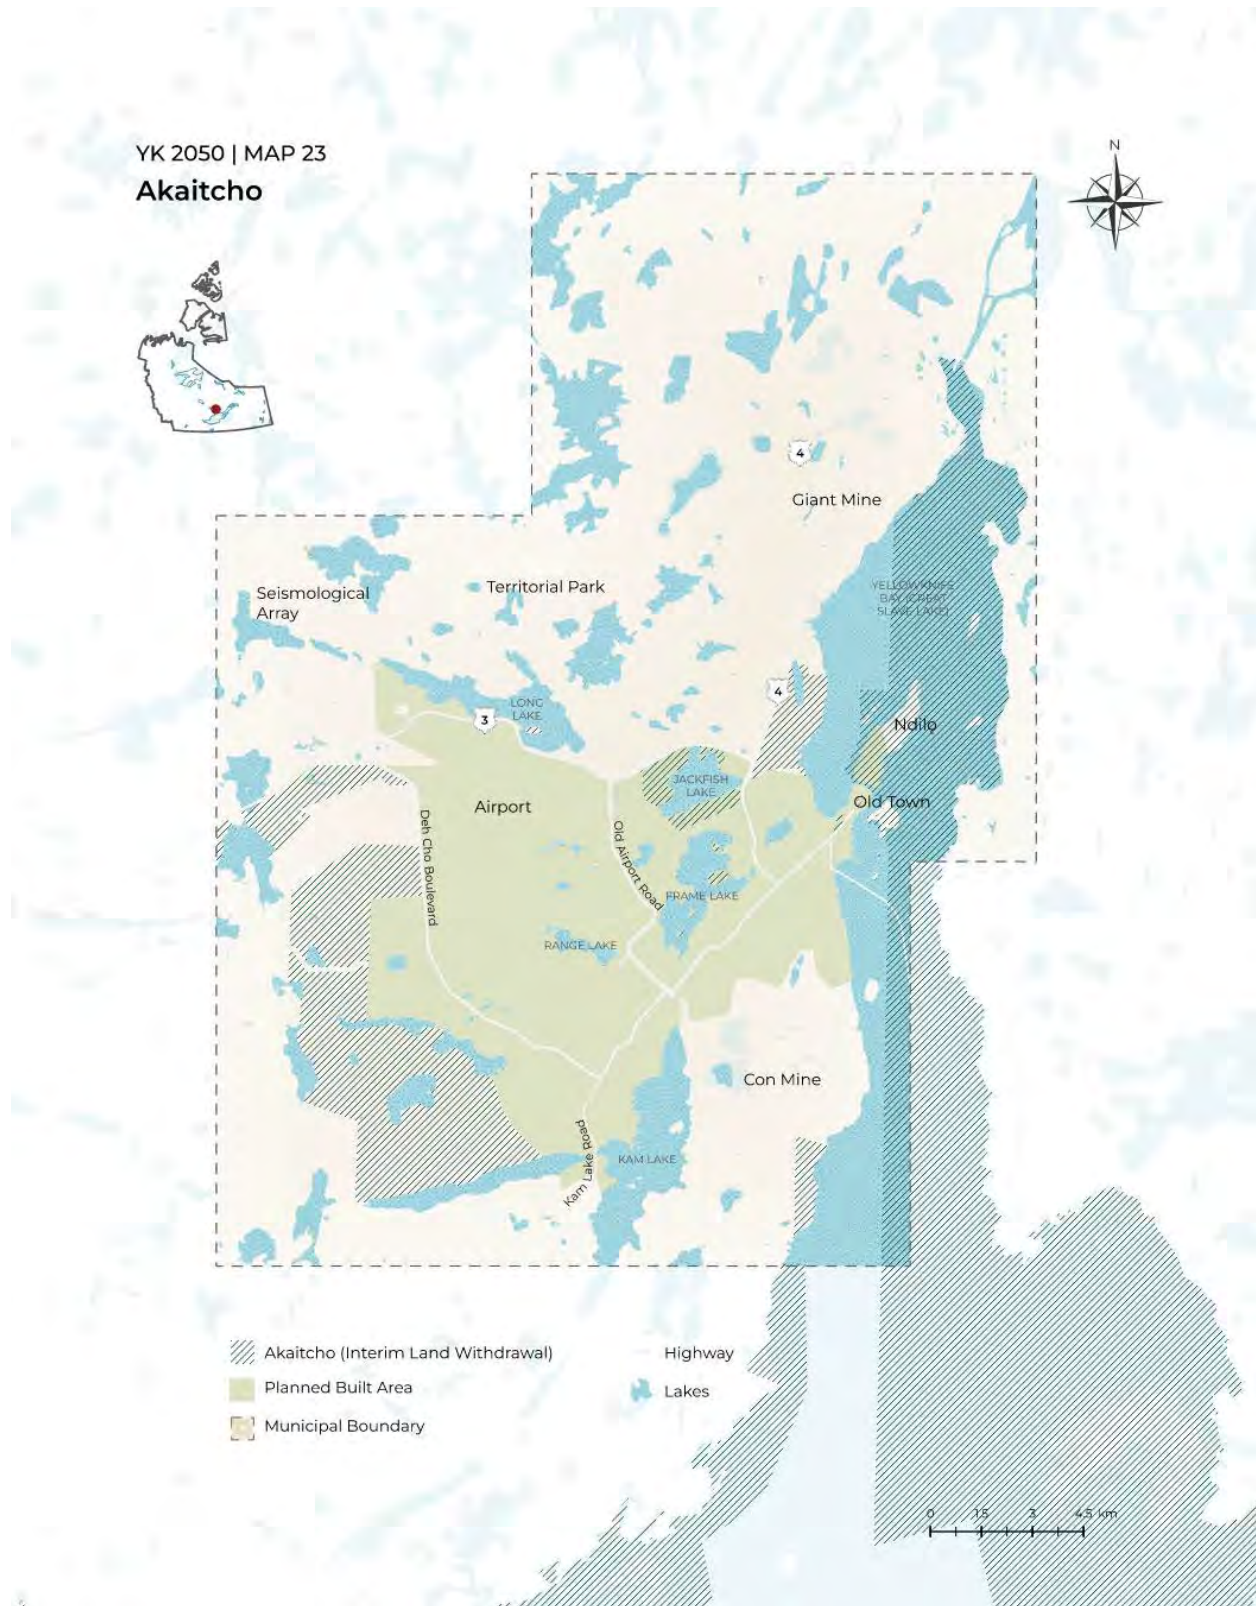 YK 2050 | MAP 23
Akaitcho
N
4
Giant Mine
YELLOWKNIFE
BAY (GREAT
SLAVE LAKE)
Seismological
Array
Territorial Park
4
LONG
LAKE
3
Ndilo
JACKFISH
LAKE
Airport
Old Town
Deh Cho Boulevard
Old Airport Road
FRAME LAKE
RANGE LAKE
Con Mine
Kam Lake Road
KAM LAKE
Akaitcho (Interim Land Withdrawal)
Planned Built Area
Municipal Boundary
Highway
Lakes
0 1.5 3 4.5 km